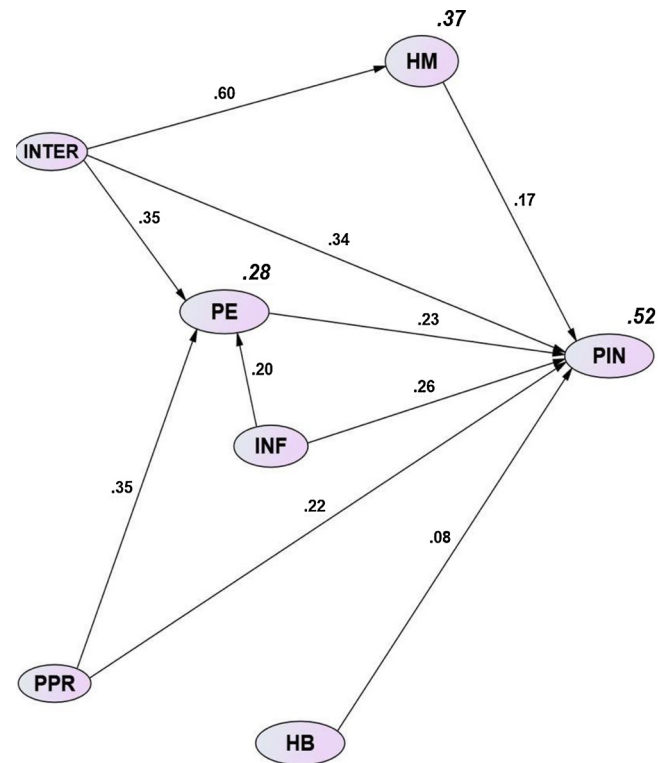 .37
HM
.60
INTER
.17
.35
.34
.28
PE
.23
.52
PIN
.20
.26
INF
.35
.22
.08
PPR
HB